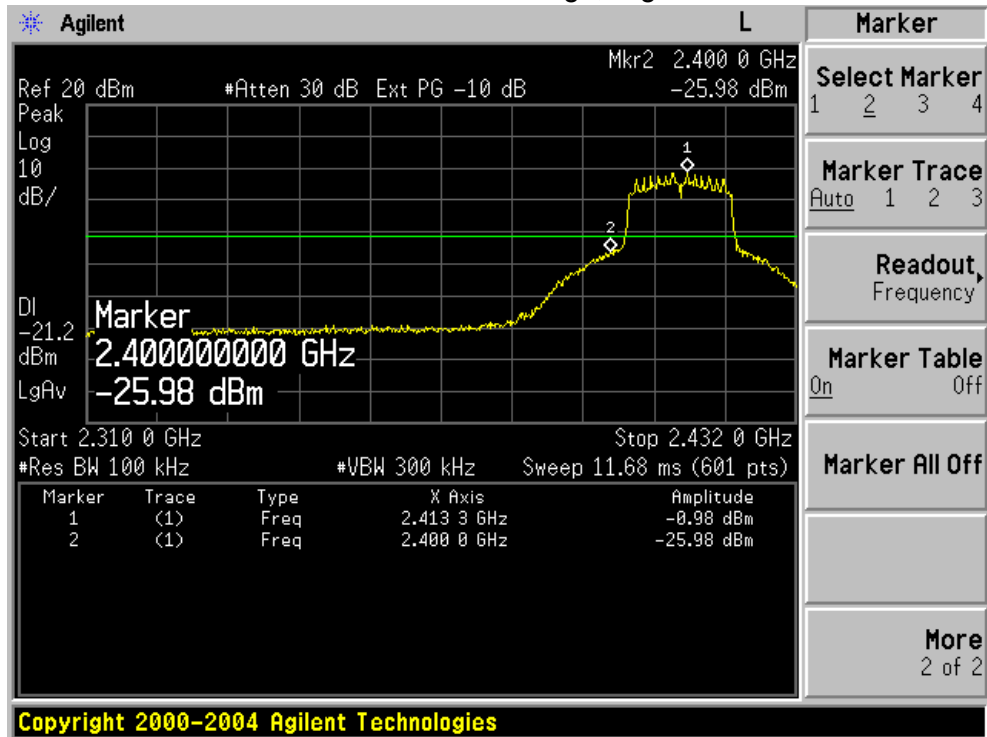 Agilent L Marker
Mkr2 2.400 0 GHz
Ref 20 dBm #Atten 30 dB Ext PG -10 dB -25.98 dBm
Peak
Log
10
dB/
1
2
DI
-21.2
dBm
LgAv
Marker
2.400000000 GHz
-25.98 dBm
Start 2.310 0 GHz Stop 2.432 0 GHz
#Res BW 100 kHz #VBW 300 kHz Sweep 11.68 ms (601 pts)
Marker Trace Type X Axis Amplitude
1 (1) Freq 2.413 3 GHz -0.98 dBm
2 (1) Freq 2.400 0 GHz -25.98 dBm
Select Marker
1 2 3 4
Marker Trace
Auto 1 2 3
Readout
Frequency
Marker Table
On Off
Marker All Off
More
2 of 2
Copyright 2000-2004 Agilent Technologies